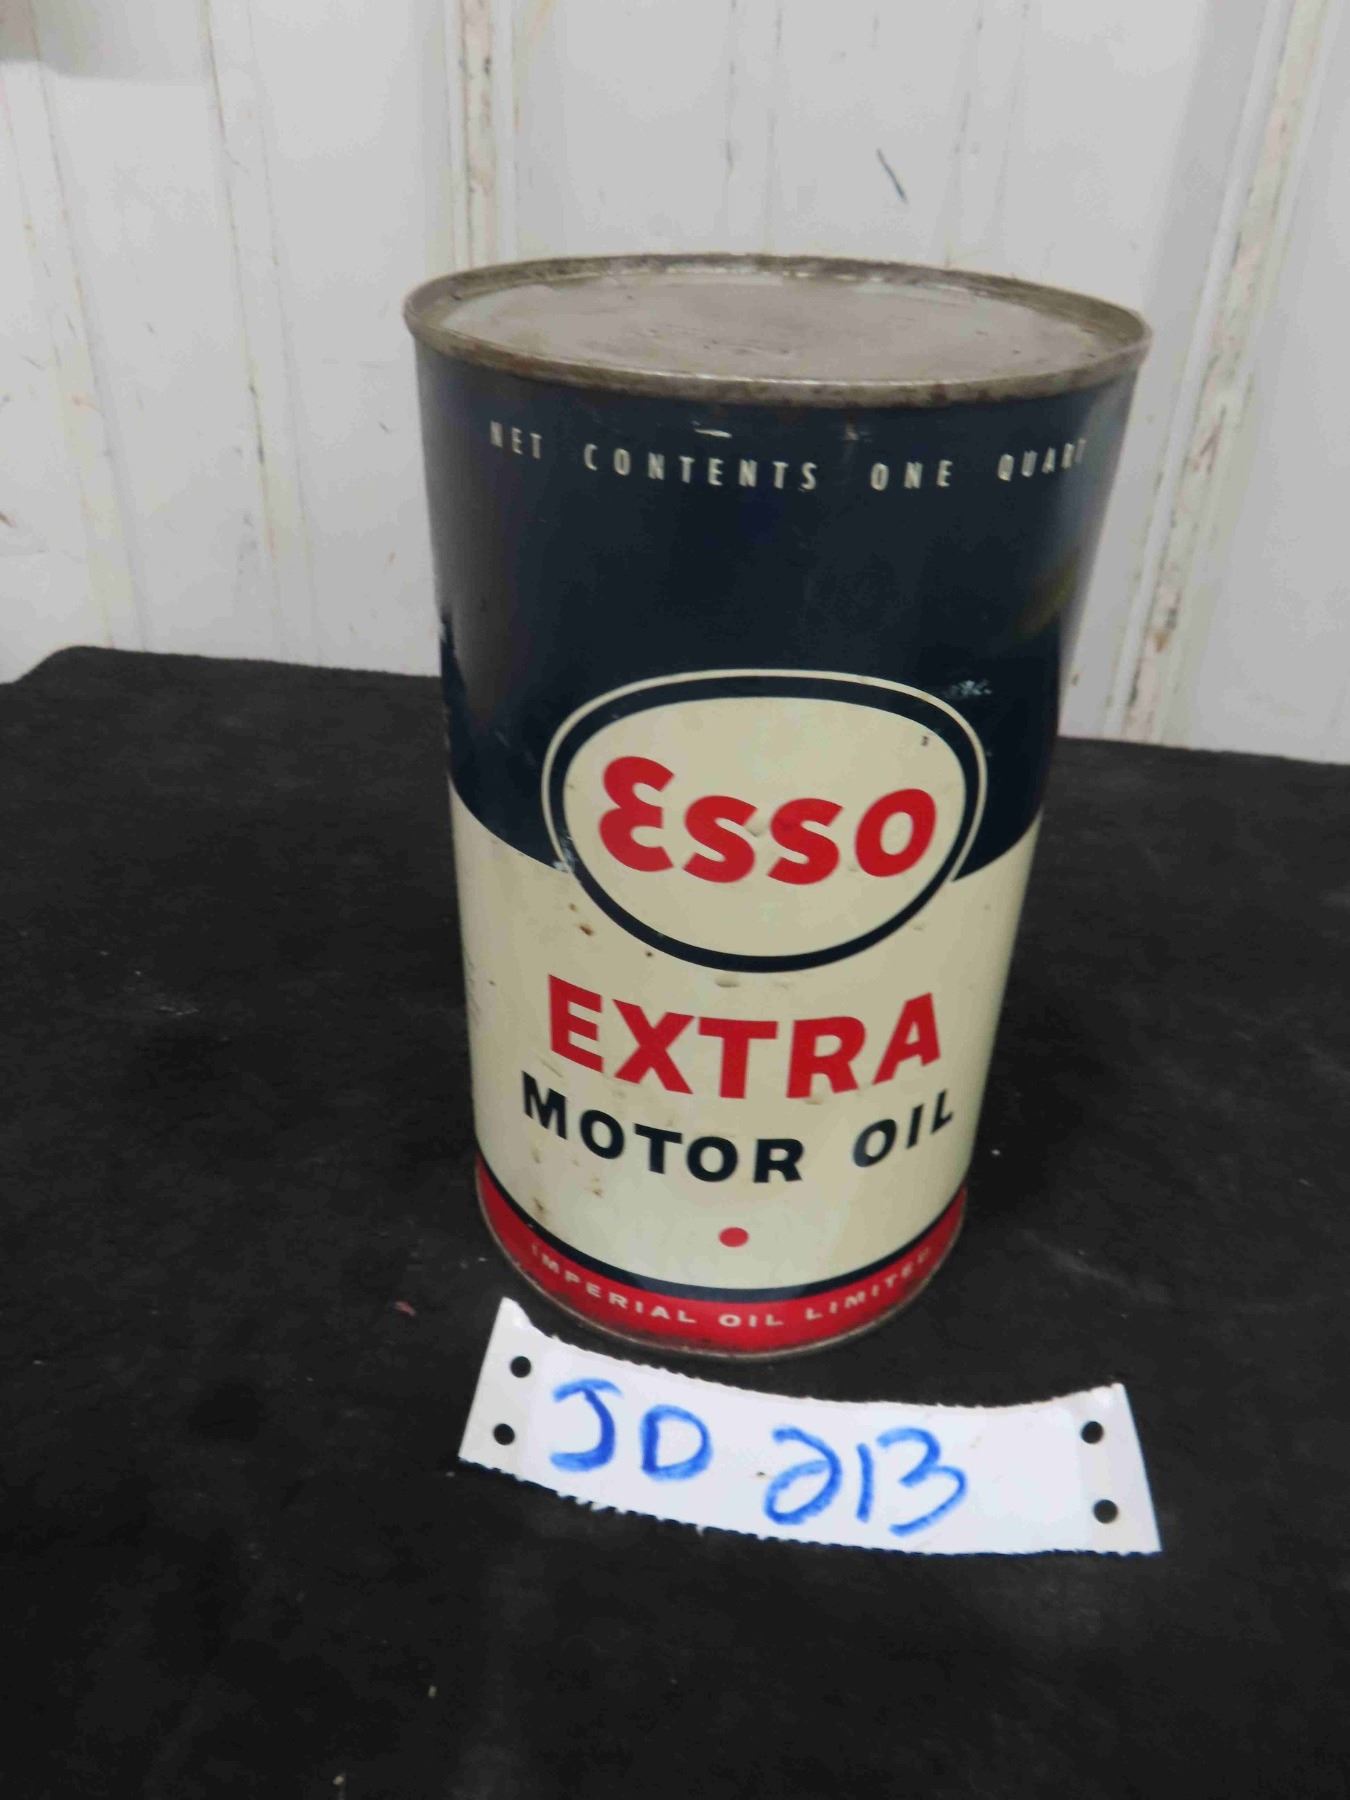 NET CONTENTS ONE QUART
Esso
EXTRA
MOTOR OIL
IMPERIAL OIL LIMITED
JD 213